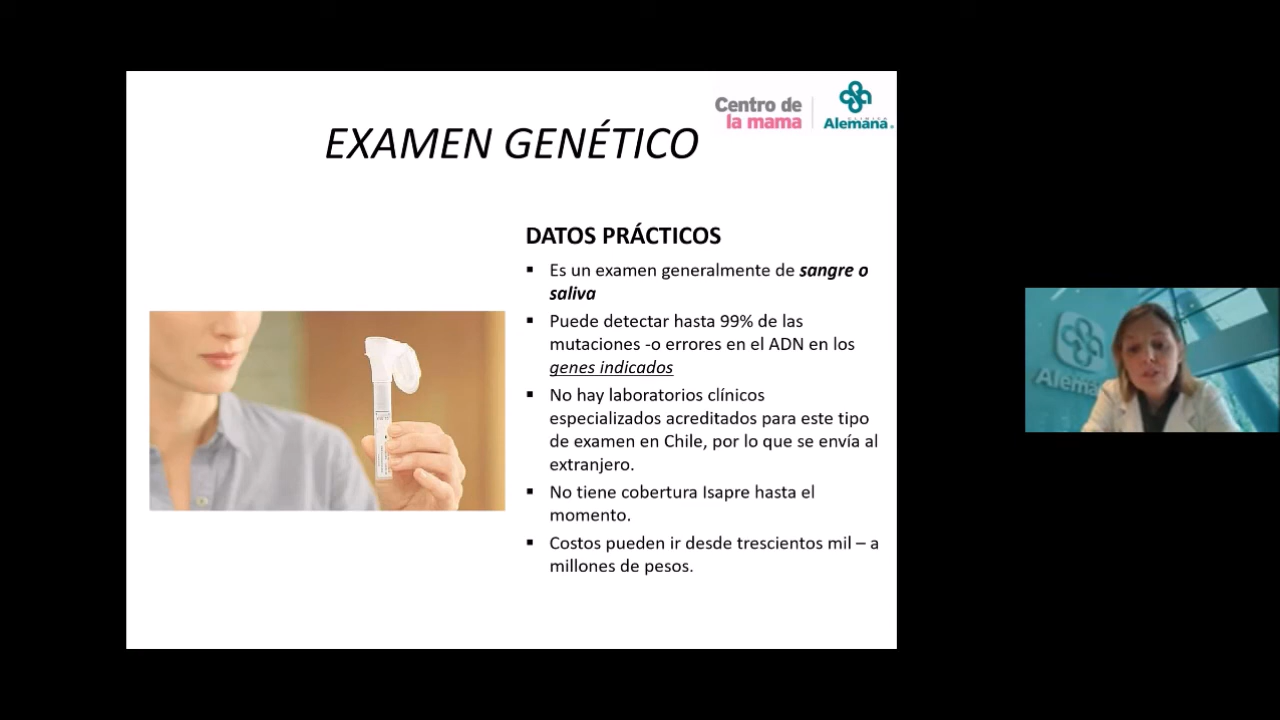 Centro de
la mama
CLINICA
Alemana
EXAMEN GENÉTICO
DATOS PRÁCTICOS
Es un examen generalmente de sangre o
saliva
Puede detectar hasta 99% de las
mutaciones -o errores en el ADN en los
genes indicados
No hay laboratorios clínicos
especializados acreditados para este tipo
de examen en Chile, por lo que se envía al
extranjero.
No tiene cobertura Isapre hasta el
momento.
Costos pueden ir desde trescientos mil – a
millones de pesos.
Alema